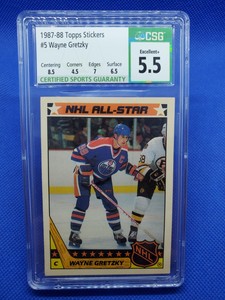 1987-88 Topps Stickers
#5 Wayne Gretzky
Centering Corners Edges Surface
8.5 4.5 7 6.5
CERTIFIED SPORTS GUARANTY
CSG
Excellent+
5.5
NHL ALL-STAR
C
WAYNE GRETZKY
NHL